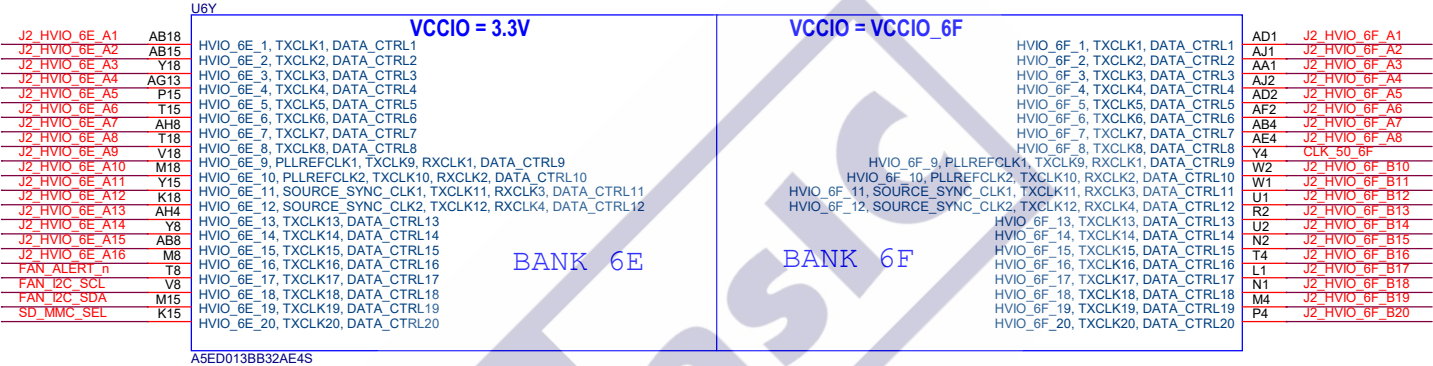 U6Y
VCCIO = 3.3V VCCIO = VCCIO_6F
J2_HVIO_6E_A1 AB18 HVIO_6E_1, TXCLK1, DATA_CTRL1 HVIO_6F_1, TXCLK1, DATA_CTRL1 AD1 J2_HVIO_6F_A1
J2_HVIO_6E_A2 AB15 HVIO_6E_2, TXCLK2, DATA_CTRL2 HVIO_6F_2, TXCLK2, DATA_CTRL2 AJ1 J2_HVIO_6F_A2
J2_HVIO_6E_A3 Y18 HVIO_6E_3, TXCLK3, DATA_CTRL3 HVIO_6F_3, TXCLK3, DATA_CTRL3 AA1 J2_HVIO_6F_A3
J2_HVIO_6E_A4 AG13 HVIO_6E_4, TXCLK4, DATA_CTRL4 HVIO_6F_4, TXCLK4, DATA_CTRL4 AJ2 J2_HVIO_6F_A4
J2_HVIO_6E_A5 P15 HVIO_6E_5, TXCLK5, DATA_CTRL5 HVIO_6F_5, TXCLK5, DATA_CTRL5 AD2 J2_HVIO_6F_A5
J2_HVIO_6E_A6 T15 HVIO_6E_6, TXCLK6, DATA_CTRL6 HVIO_6F_6, TXCLK6, DATA_CTRL6 AF2 J2_HVIO_6F_A6
J2_HVIO_6E_A7 AH8 HVIO_6E_7, TXCLK7, DATA_CTRL7 HVIO_6F_7, TXCLK7, DATA_CTRL7 AB4 J2_HVIO_6F_A7
J2_HVIO_6E_A8 T18 HVIO_6E_8, TXCLK8, DATA_CTRL8 HVIO_6F_8, TXCLK8, DATA_CTRL8 AE4 J2_HVIO_6F_A8
J2_HVIO_6E_A9 V18 HVIO_6E_9, PLLREFCLK1, TXCLK9, RXCLK1, DATA_CTRL9 HVIO_6F_9, PLLREFCLK1, TXCLK9, RXCLK1, DATA_CTRL9 Y4 CLK_50_6F
J2_HVIO_6E_A10 M18 HVIO_6E_10, PLLREFCLK2, TXCLK10, RXCLK2, DATA_CTRL10 HVIO_6F_10, PLLREFCLK2, TXCLK10, RXCLK2, DATA_CTRL10 W2 J2_HVIO_6F_B10
J2_HVIO_6E_A11 Y15 HVIO_6E_11, SOURCE_SYNC_CLK1, TXCLK11, RXCLK3, DATA_CTRL11 HVIO_6F_11, SOURCE_SYNC_CLK1, TXCLK11, RXCLK3, DATA_CTRL11 W1 J2_HVIO_6F_B11
J2_HVIO_6E_A12 K18 HVIO_6E_12, SOURCE_SYNC_CLK2, TXCLK12, RXCLK4, DATA_CTRL12 HVIO_6F_12, SOURCE_SYNC_CLK2, TXCLK12, RXCLK4, DATA_CTRL12 U1 J2_HVIO_6F_B12
J2_HVIO_6E_A13 AH4 HVIO_6E_13, TXCLK13, DATA_CTRL13 HVIO_6F_13, TXCLK13, DATA_CTRL13 R2 J2_HVIO_6F_B13
J2_HVIO_6E_A14 Y8 HVIO_6E_14, TXCLK14, DATA_CTRL14 HVIO_6F_14, TXCLK14, DATA_CTRL14 U2 J2_HVIO_6F_B14
J2_HVIO_6E_A15 AB8 HVIO_6E_15, TXCLK15, DATA_CTRL15 HVIO_6F_15, TXCLK15, DATA_CTRL15 N2 J2_HVIO_6F_B15
J2_HVIO_6E_A16 M8 HVIO_6E_16, TXCLK16, DATA_CTRL16 BANK 6E BANK 6F HVIO_6F_16, TXCLK16, DATA_CTRL16 T4 J2_HVIO_6F_B16
FAN_ALERT_n T8 HVIO_6E_17, TXCLK17, DATA_CTRL17 HVIO_6F_17, TXCLK17, DATA_CTRL17 L1 J2_HVIO_6F_B17
FAN_I2C_SCL V8 HVIO_6E_18, TXCLK18, DATA_CTRL18 HVIO_6F_18, TXCLK18, DATA_CTRL18 N1 J2_HVIO_6F_B18
FAN_I2C_SDA M15 HVIO_6E_19, TXCLK19, DATA_CTRL19 HVIO_6F_19, TXCLK19, DATA_CTRL19 M4 J2_HVIO_6F_B19
SD_MMC_SEL K15 HVIO_6E_20, TXCLK20, DATA_CTRL20 HVIO_6F_20, TXCLK20, DATA_CTRL20 P4 J2_HVIO_6F_B20
A5ED013BB32AE4S